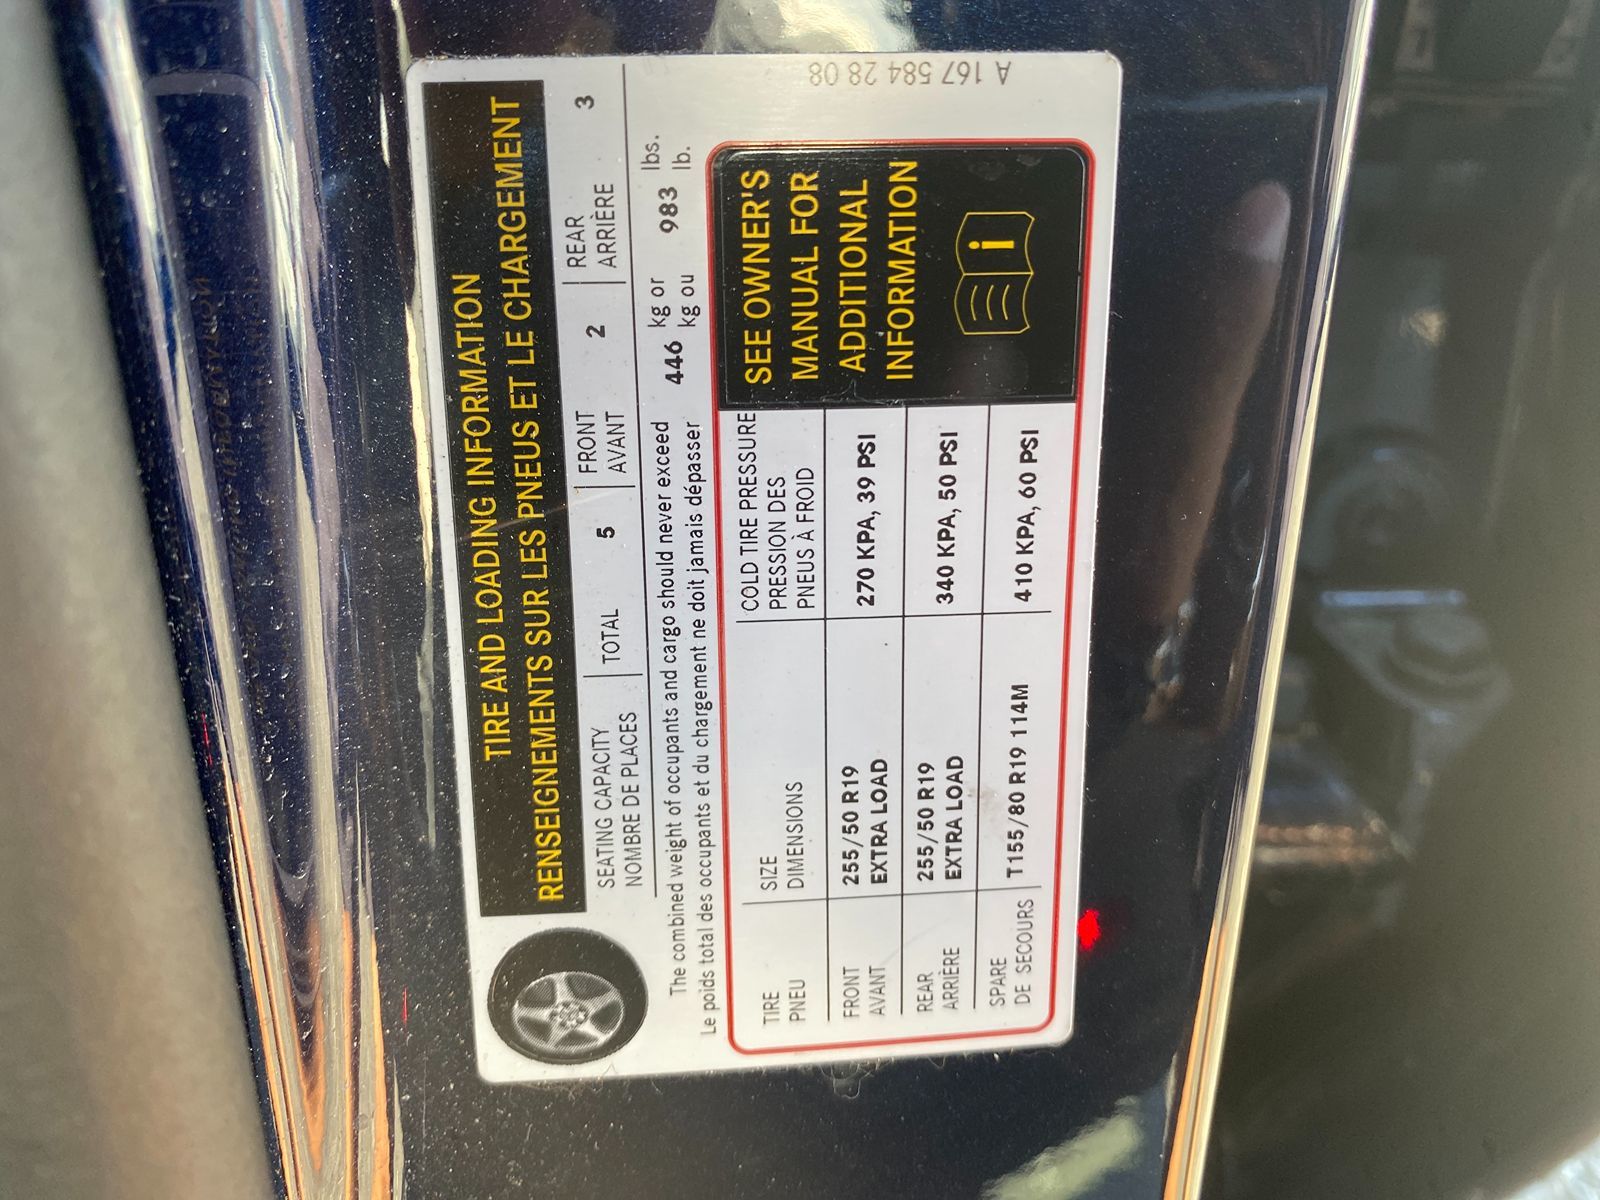 TIRE AND LOADING INFORMATION
RENSEIGNEMENTS SUR LES PNEUS ET LE CHARGEMENT
SEATING CAPACITY | TOTAL 5 | FRONT 2 | REAR 3
NOMBRE DE PLACES | AVANT | ARRIÈRE
The combined weight of occupants and cargo should never exceed 446 kg or 983 lbs.
Le poids total des occupants et du chargement ne doit jamais dépasser kg ou lb.
TIRE SIZE COLD TIRE PRESSURE
PNEU DIMENSIONS PRESSION DES
PNEUS À FROID
FRONT 255/50 R19 270 KPA, 39 PSI
AVANT EXTRA LOAD
REAR 255/50 R19 340 KPA, 50 PSI
ARRIÈRE EXTRA LOAD
SPARE T155/80 R19 114M 410 KPA, 60 PSI
DE SECOURS
SEE OWNER'S
MANUAL FOR
ADDITIONAL
INFORMATION
i
A 167 584 28 08